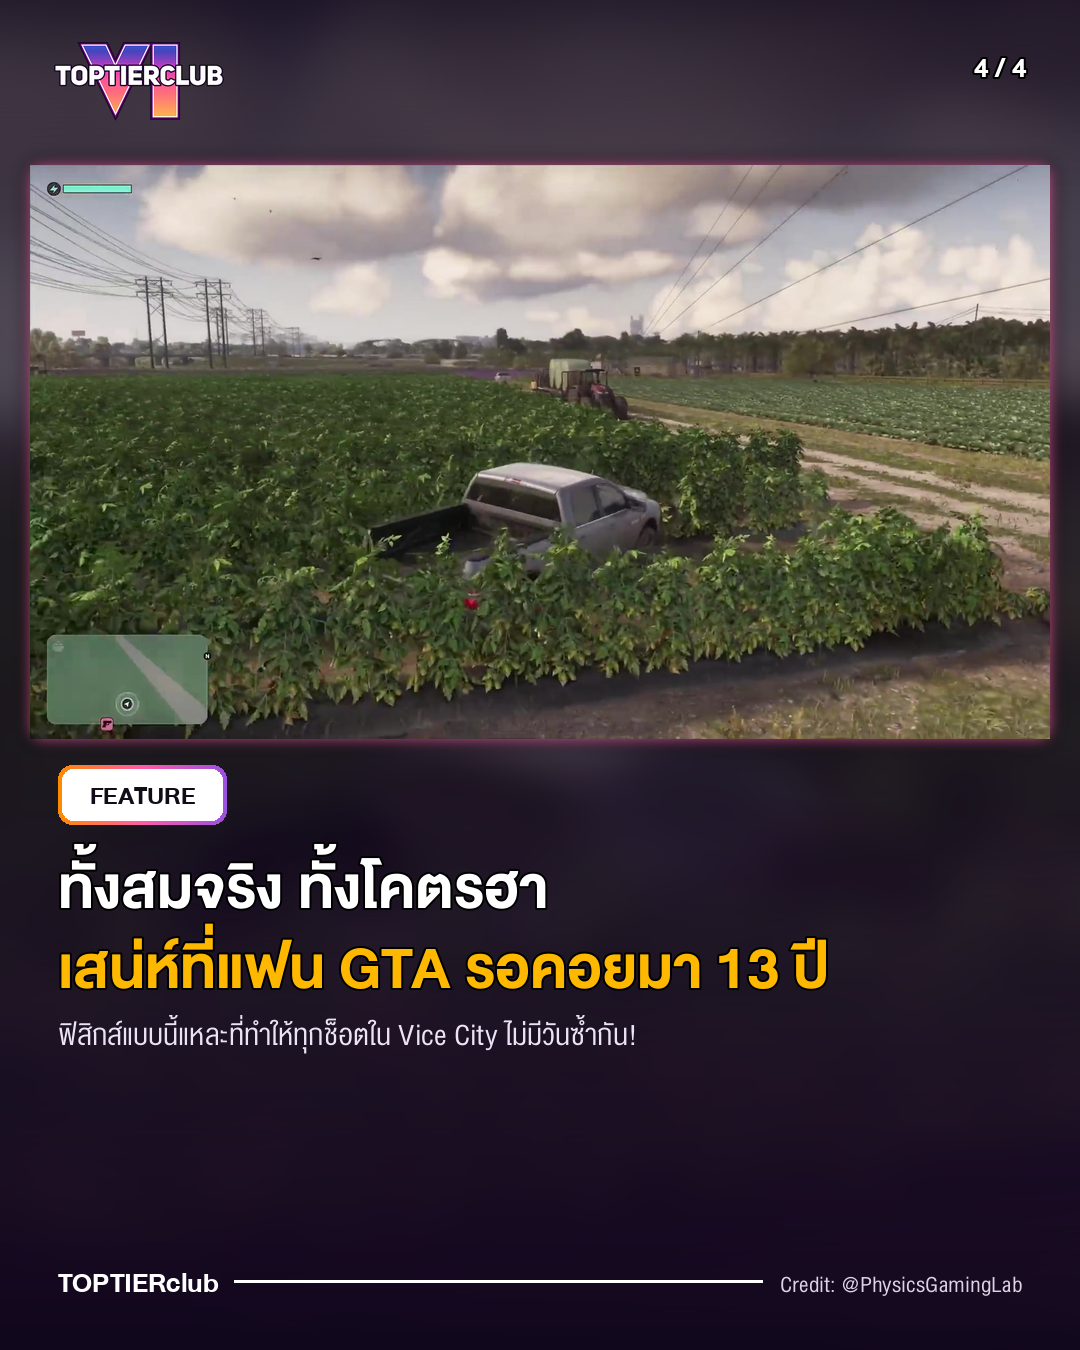 VI
TOPTIERCLUB
4 / 4
N
FEATURE
ทั้งสมจริง ทั้งโคตรฮา
เสน่ห์ที่แฟน GTA รอคอยมา 13 ปี
ฟิสิกส์แบบนี้แหละที่ทำให้ทุกช็อตใน Vice City ไม่มีวันซ้ำกัน!
TOPTIERclub
Credit: @PhysicsGamingLab